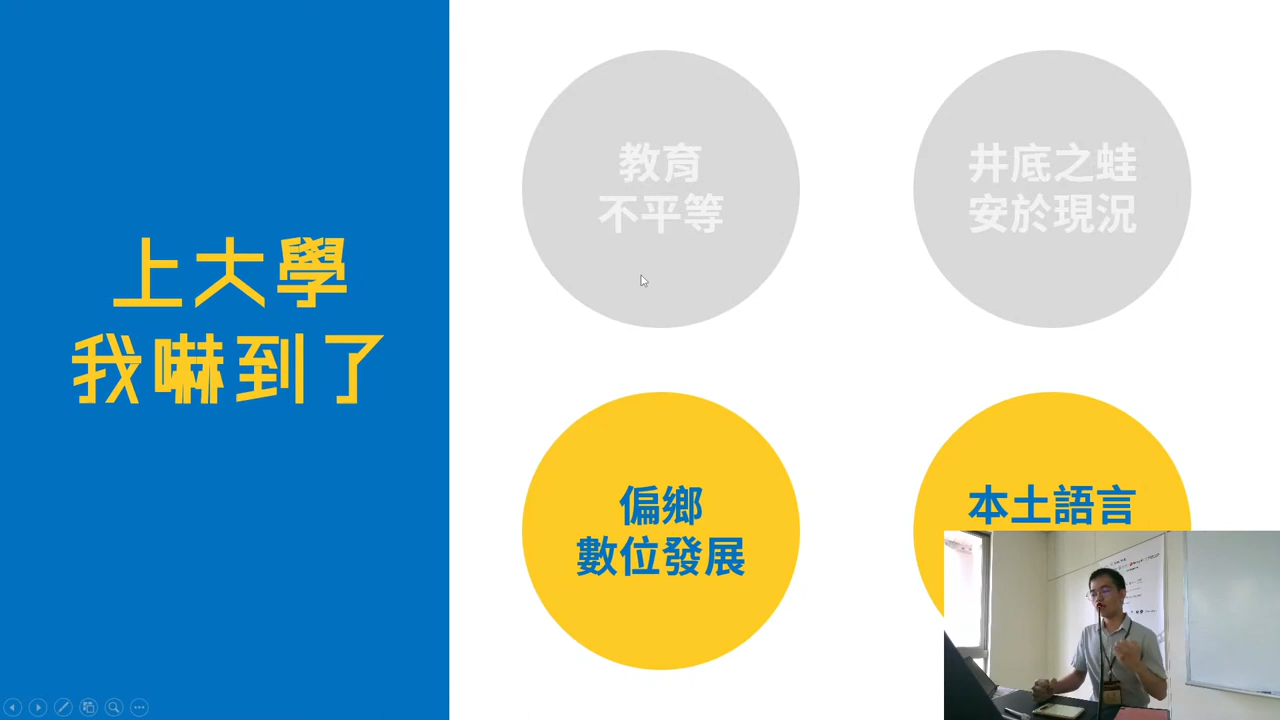 上大學
我嚇到了
教育
不平等
井底之蛙
安於現況
偏鄉
數位發展
本土語言